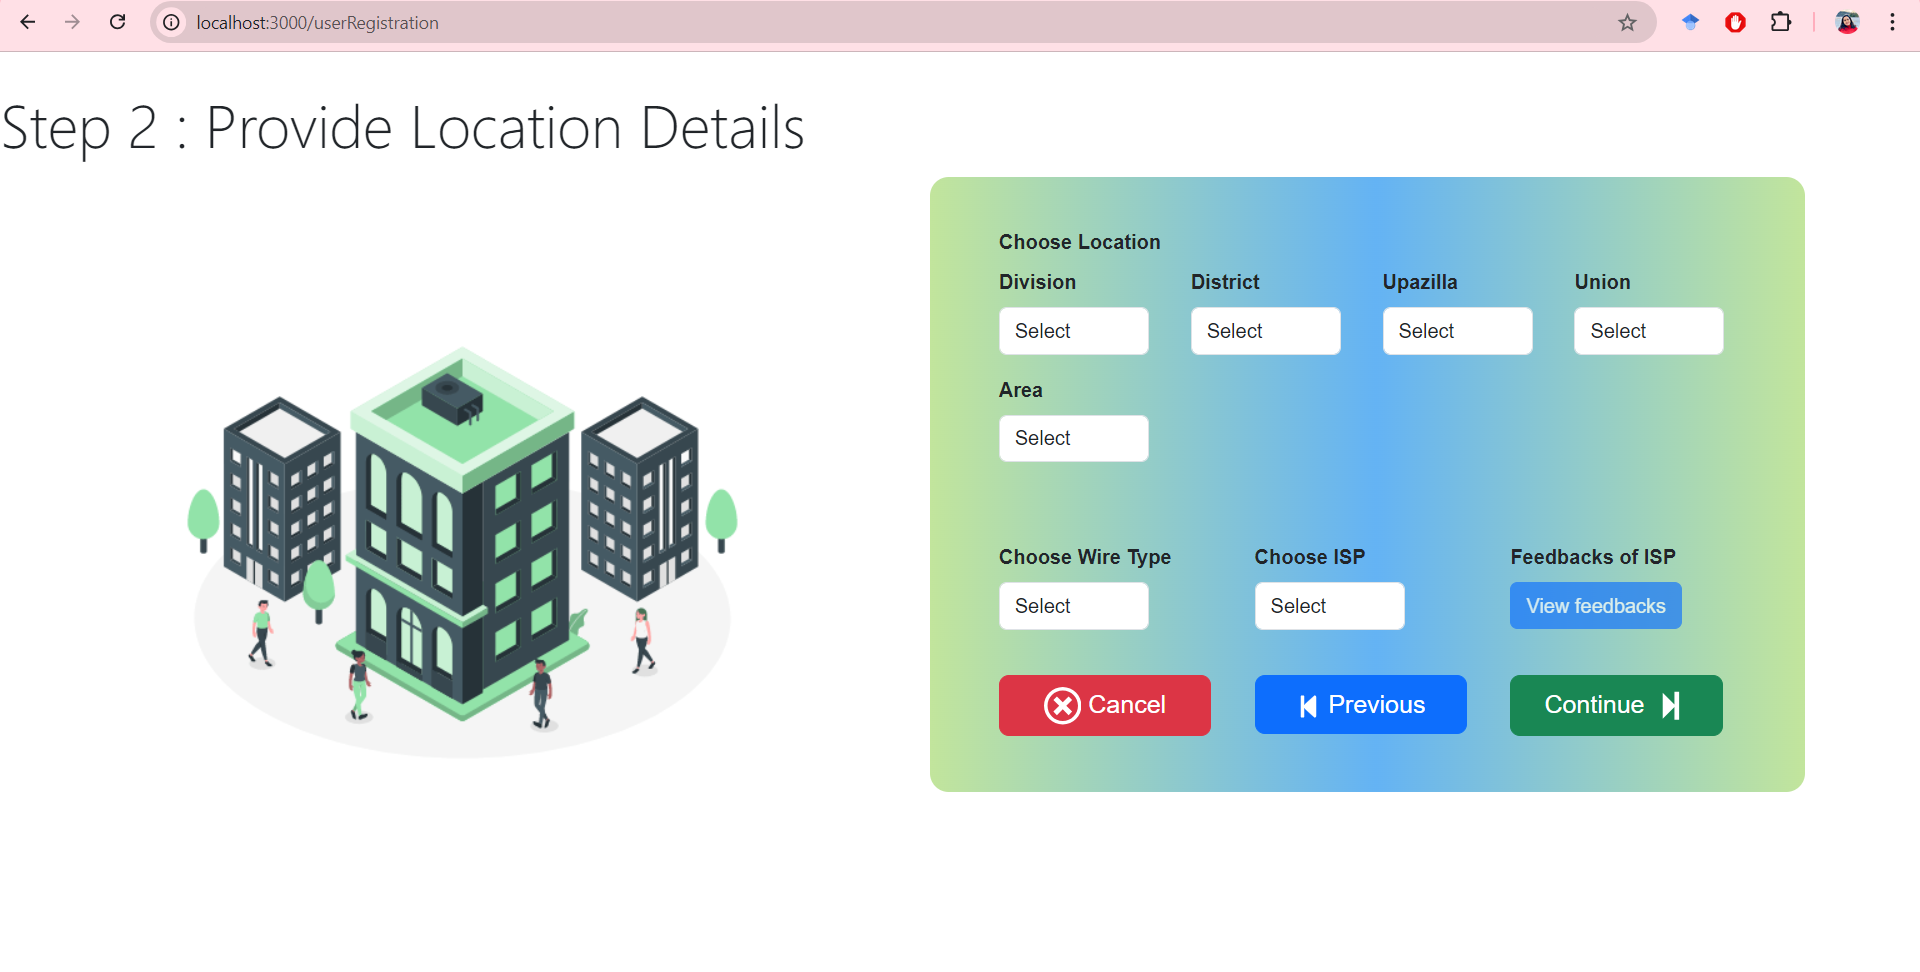 localhost:3000/userRegistration
Step 2 : Provide Location Details
Choose Location
Division District Upazilla Union
Select Select Select Select
Area
Select
Choose Wire Type Choose ISP Feedbacks of ISP
Select Select View feedbacks
Cancel Previous Continue